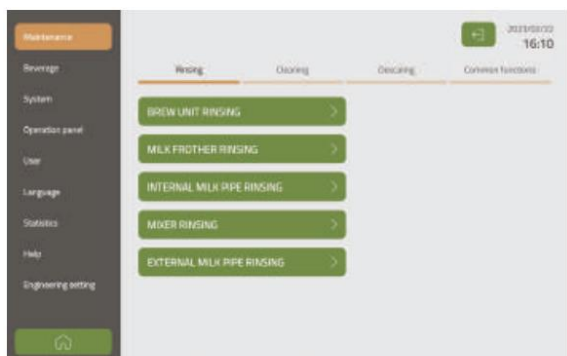 Maintenance
Beverage
System
Operation panel
User
Language
Statistics
Help
Engineering setting
16:10
Rinsing
Cleaning
Descaling
Common functions
BREW UNIT RINSING
MILK FROTHER RINSING
INTERNAL MILK PIPE RINSING
MIXER RINSING
EXTERNAL MILK PIPE RINSING